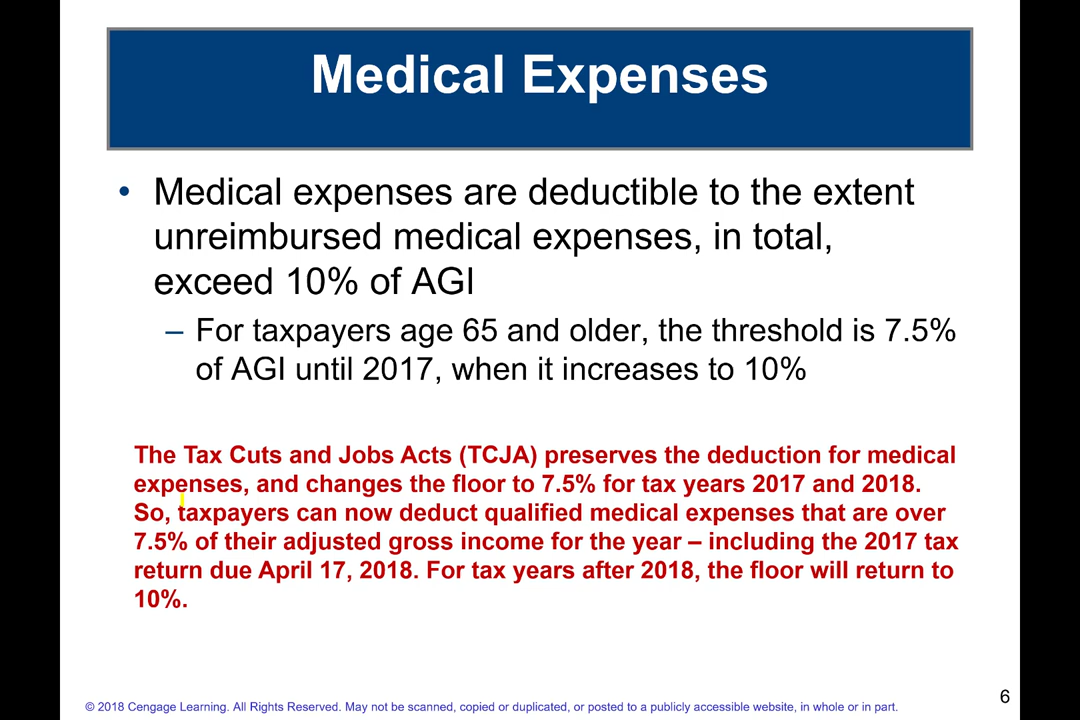 Medical Expenses
• Medical expenses are deductible to the extent
unreimbursed medical expenses, in total,
exceed 10% of AGI
– For taxpayers age 65 and older, the threshold is 7.5%
of AGI until 2017, when it increases to 10%
The Tax Cuts and Jobs Acts (TCJA) preserves the deduction for medical
expenses, and changes the floor to 7.5% for tax years 2017 and 2018.
So, taxpayers can now deduct qualified medical expenses that are over
7.5% of their adjusted gross income for the year – including the 2017 tax
return due April 17, 2018. For tax years after 2018, the floor will return to
10%.
6
© 2018 Cengage Learning. All Rights Reserved. May not be scanned, copied or duplicated, or posted to a publicly accessible website, in whole or in part.